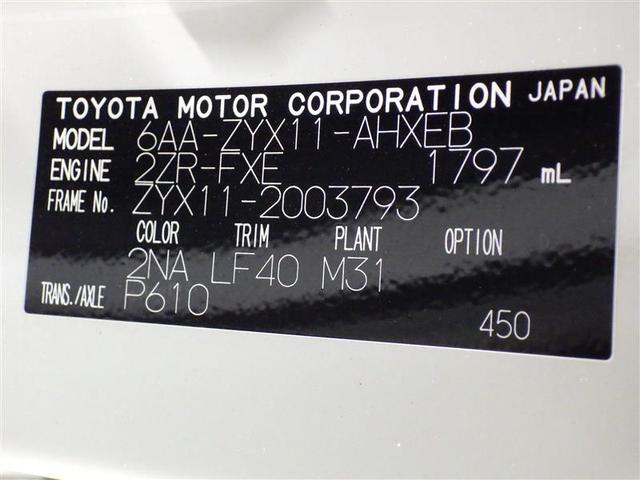 TOYOTA MOTOR CORPORATION JAPAN
MODEL 6AA-ZYX11-AHXEB
ENGINE 2ZR-FXE 1797 mL
FRAME No. ZYX11-2003793
COLOR TRIM PLANT OPTION
2NA LF40 M31
TRANS./AXLE P610
450